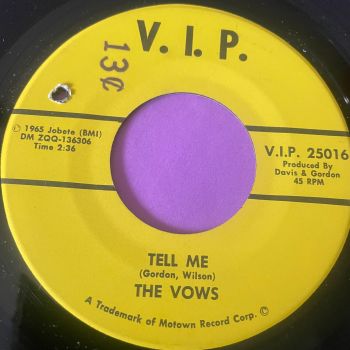 V. I. P.
13¢
℗ 1965 Jobete (BMI)
DM ZQQ-136306
Time 2:36
V.I.P. 25016
Produced By
Davis & Gordon
45 RPM
TELL ME
(Gordon, Wilson)
THE VOWS
A Trademark of Motown Record Corp. ©